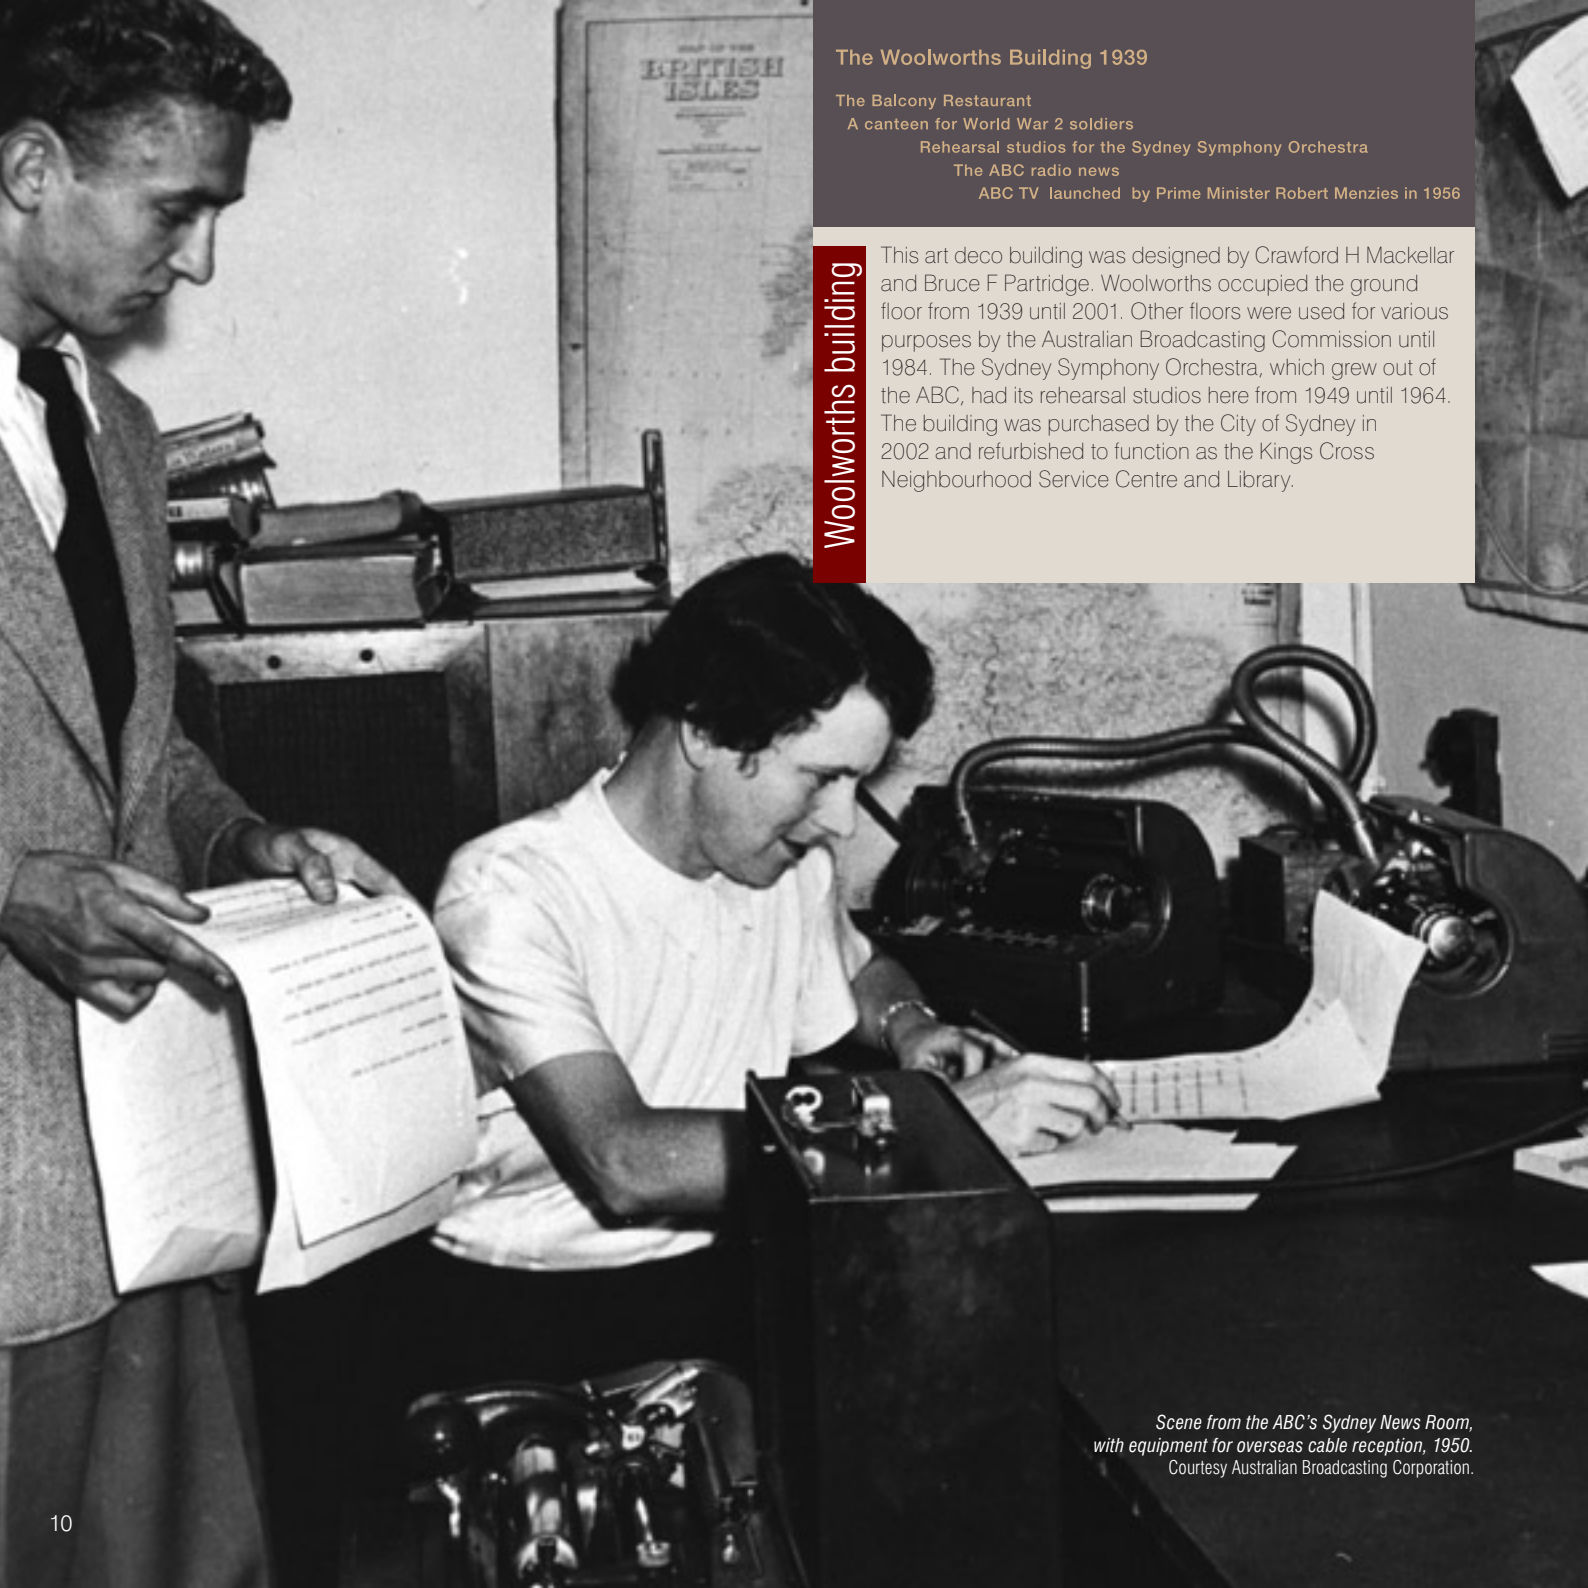 MAP OF THE
BRITISH
ISLES
The Woolworths Building 1939
The Balcony Restaurant
A canteen for World War 2 soldiers
Rehearsal studios for the Sydney Symphony Orchestra
The ABC radio news
ABC TV launched by Prime Minister Robert Menzies in 1956
Woolworths building
This art deco building was designed by Crawford H Mackellar
and Bruce F Partridge. Woolworths occupied the ground
floor from 1939 until 2001. Other floors were used for various
purposes by the Australian Broadcasting Commission until
1984. The Sydney Symphony Orchestra, which grew out of
the ABC, had its rehearsal studios here from 1949 until 1964.
The building was purchased by the City of Sydney in
2002 and refurbished to function as the Kings Cross
Neighbourhood Service Centre and Library.
Scene from the ABC's Sydney News Room,
with equipment for overseas cable reception, 1950.
Courtesy Australian Broadcasting Corporation.
10